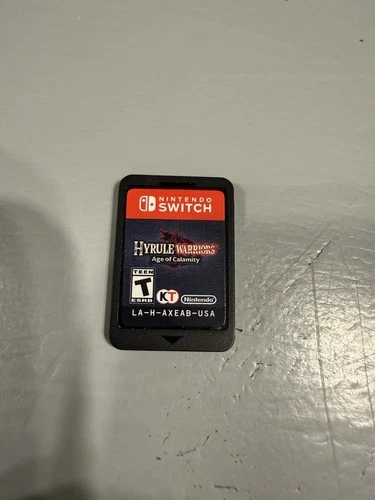 NINTENDO
SWITCH
HYRULE WARRIORS
Age of Calamity
TEEN
T
ESRB
KT
Nintendo
LA-H-AXEAB-USA